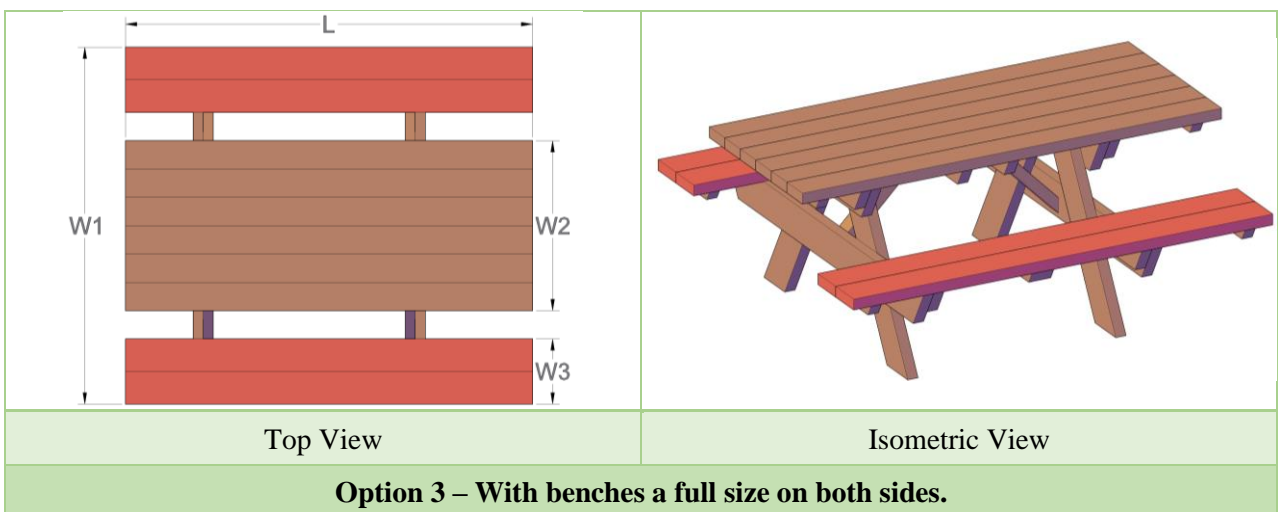 L
W1
W2
W3
Top View
Isometric View
Option 3 – With benches a full size on both sides.